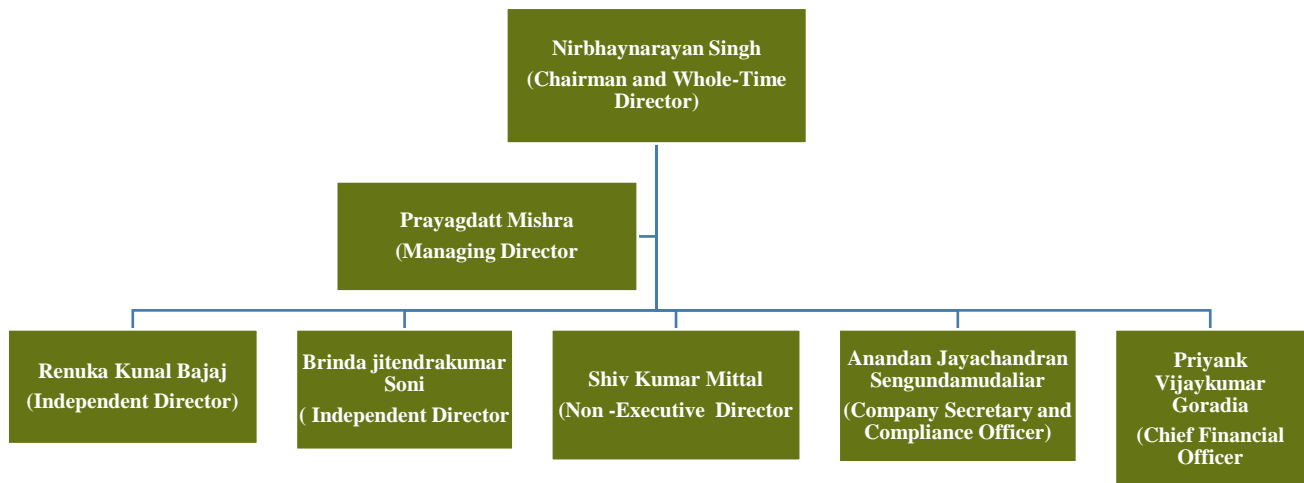 Nirbhaynarayan Singh
(Chairman and Whole-Time
Director)
Prayagdatt Mishra
(Managing Director
Renuka Kunal Bajaj
(Independent Director)
Brinda jitendrakumar
Soni
( Independent Director
Shiv Kumar Mittal
(Non -Executive Director
Anandan Jayachandran
Sengundamudaliar
(Company Secretary and
Compliance Officer)
Priyank
Vijaykumar
Goradia
(Chief Financial
Officer